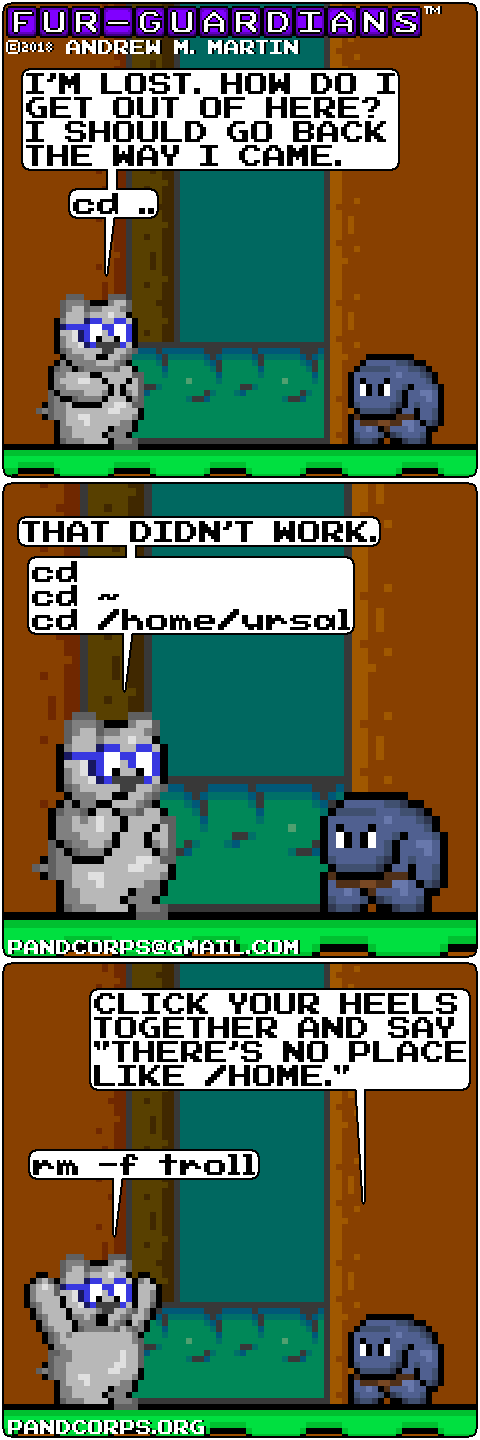 FUR-GUARDIANS™
©2018 ANDREW M. MARTIN
I'M LOST. HOW DO I
GET OUT OF HERE?
I SHOULD GO BACK
THE WAY I CAME.
cd ..
THAT DIDN'T WORK.
cd
cd ~
cd /home/ursal
PANDCORPS@GMAIL.COM
CLICK YOUR HEELS
TOGETHER AND SAY
"THERE'S NO PLACE
LIKE /HOME."
rm -f troll
PANDCORPS.ORG